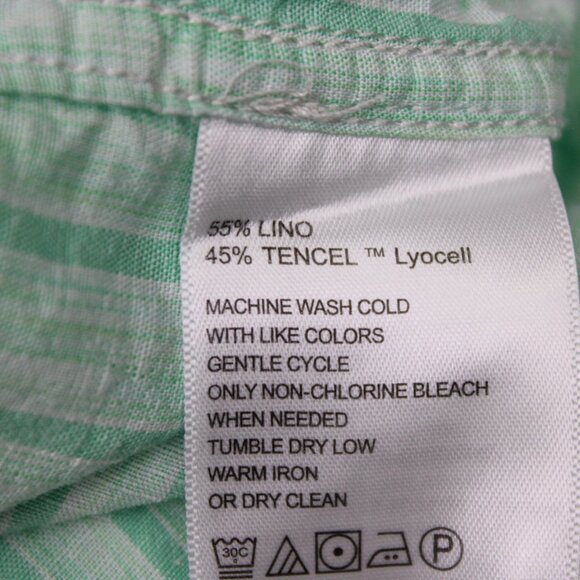 55% LINO
45% TENCEL ™ Lyocell
MACHINE WASH COLD
WITH LIKE COLORS
GENTLE CYCLE
ONLY NON-CHLORINE BLEACH
WHEN NEEDED
TUMBLE DRY LOW
WARM IRON
OR DRY CLEAN
30C P